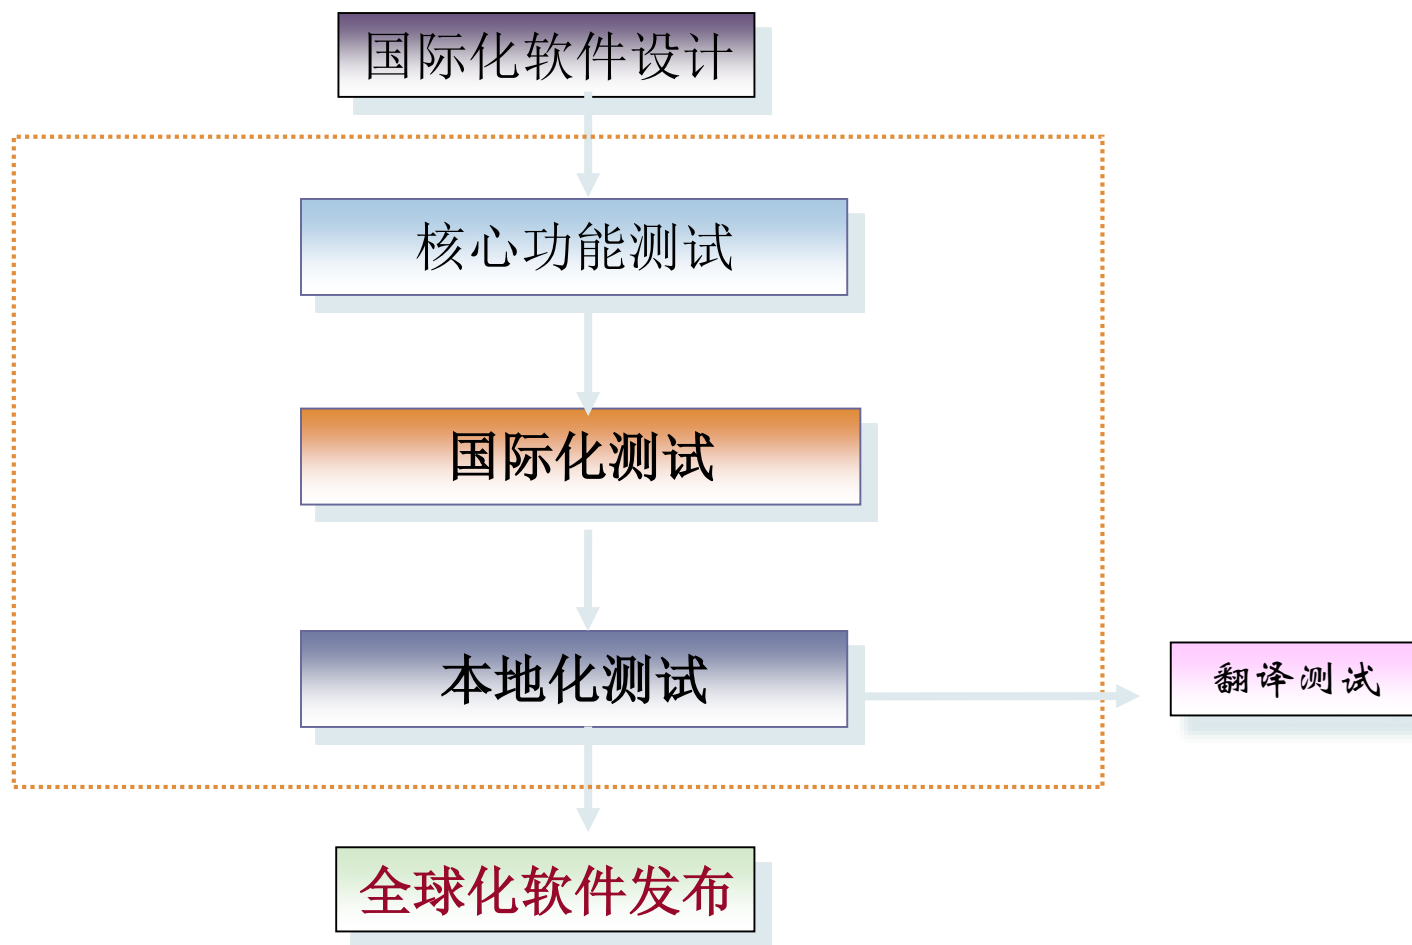 国际化软件设计
核心功能测试
国际化测试
本地化测试
翻译测试
全球化软件发布